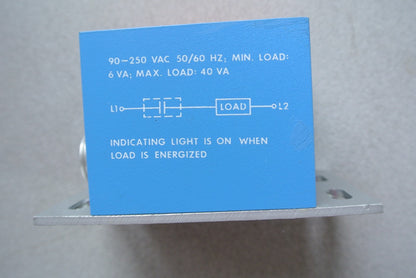 90-250 VAC 50/60 HZ; MIN. LOAD:
6 VA; MAX. LOAD: 40 VA
L1 LOAD L2
INDICATING LIGHT IS ON WHEN
LOAD IS ENERGIZED